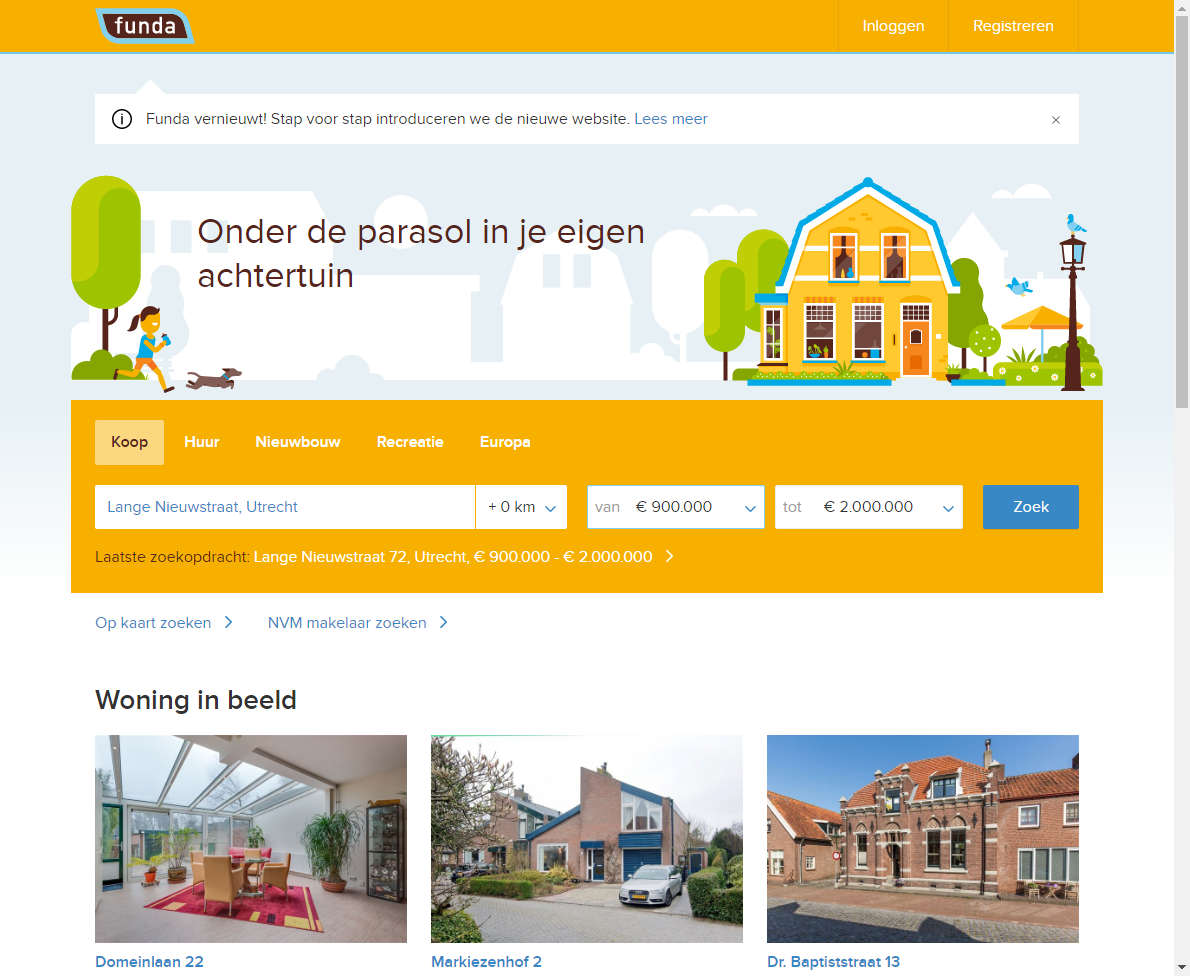 funda
Inloggen
Registreren
Funda vernieuwt! Stap voor stap introduceren we de nieuwe website. Lees meer
Onder de parasol in je eigen
achtertuin
Koop
Huur
Nieuwbouw
Recreatie
Europa
Lange Nieuwstraat, Utrecht
+ 0 km
van € 900.000
tot € 2.000.000
Zoek
Laatste zoekopdracht: Lange Nieuwstraat 72, Utrecht, € 900.000 - € 2.000.000
Op kaart zoeken
NVM makelaar zoeken
Woning in beeld
Domeinlaan 22
Markiezenhof 2
Dr. Baptiststraat 13